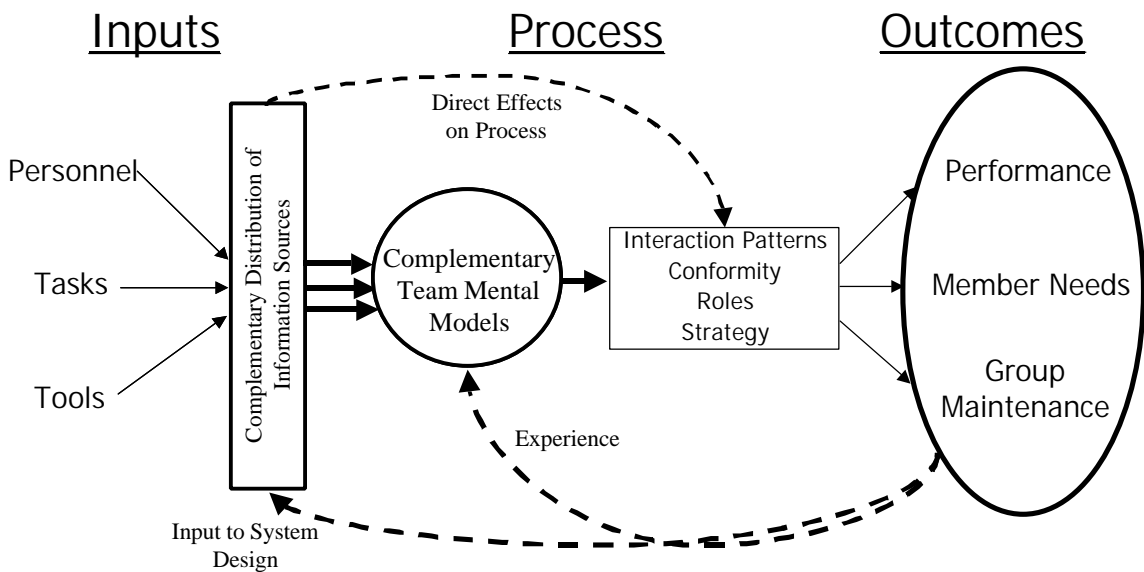 Inputs
Process
Outcomes
Direct Effects
on Process
Personnel
Tasks
Tools
Complementary Distribution of
Information Sources
Complementary
Team Mental
Models
Interaction Patterns
Conformity
Roles
Strategy
Performance
Member Needs
Group
Maintenance
Experience
Input to System
Design